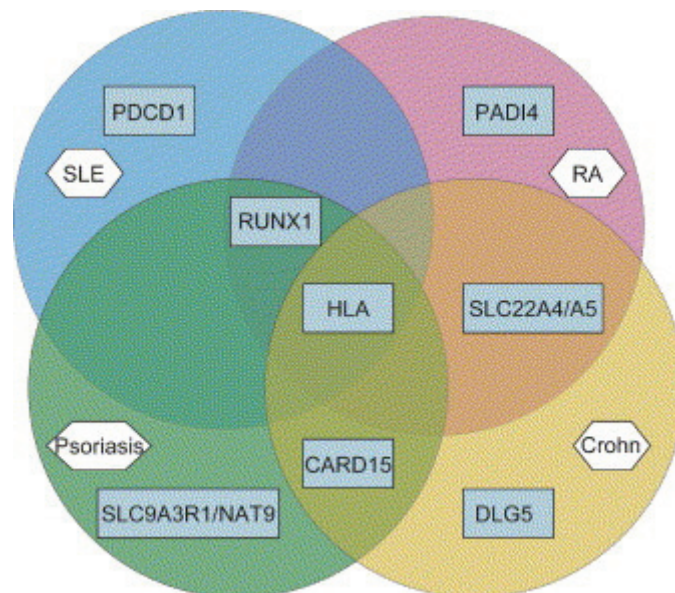 PDCD1
PADI4
SLE
RA
RUNX1
HLA
SLC22A4/A5
Psoriasis
Crohn
CARD15
SLC9A3R1/NAT9
DLG5